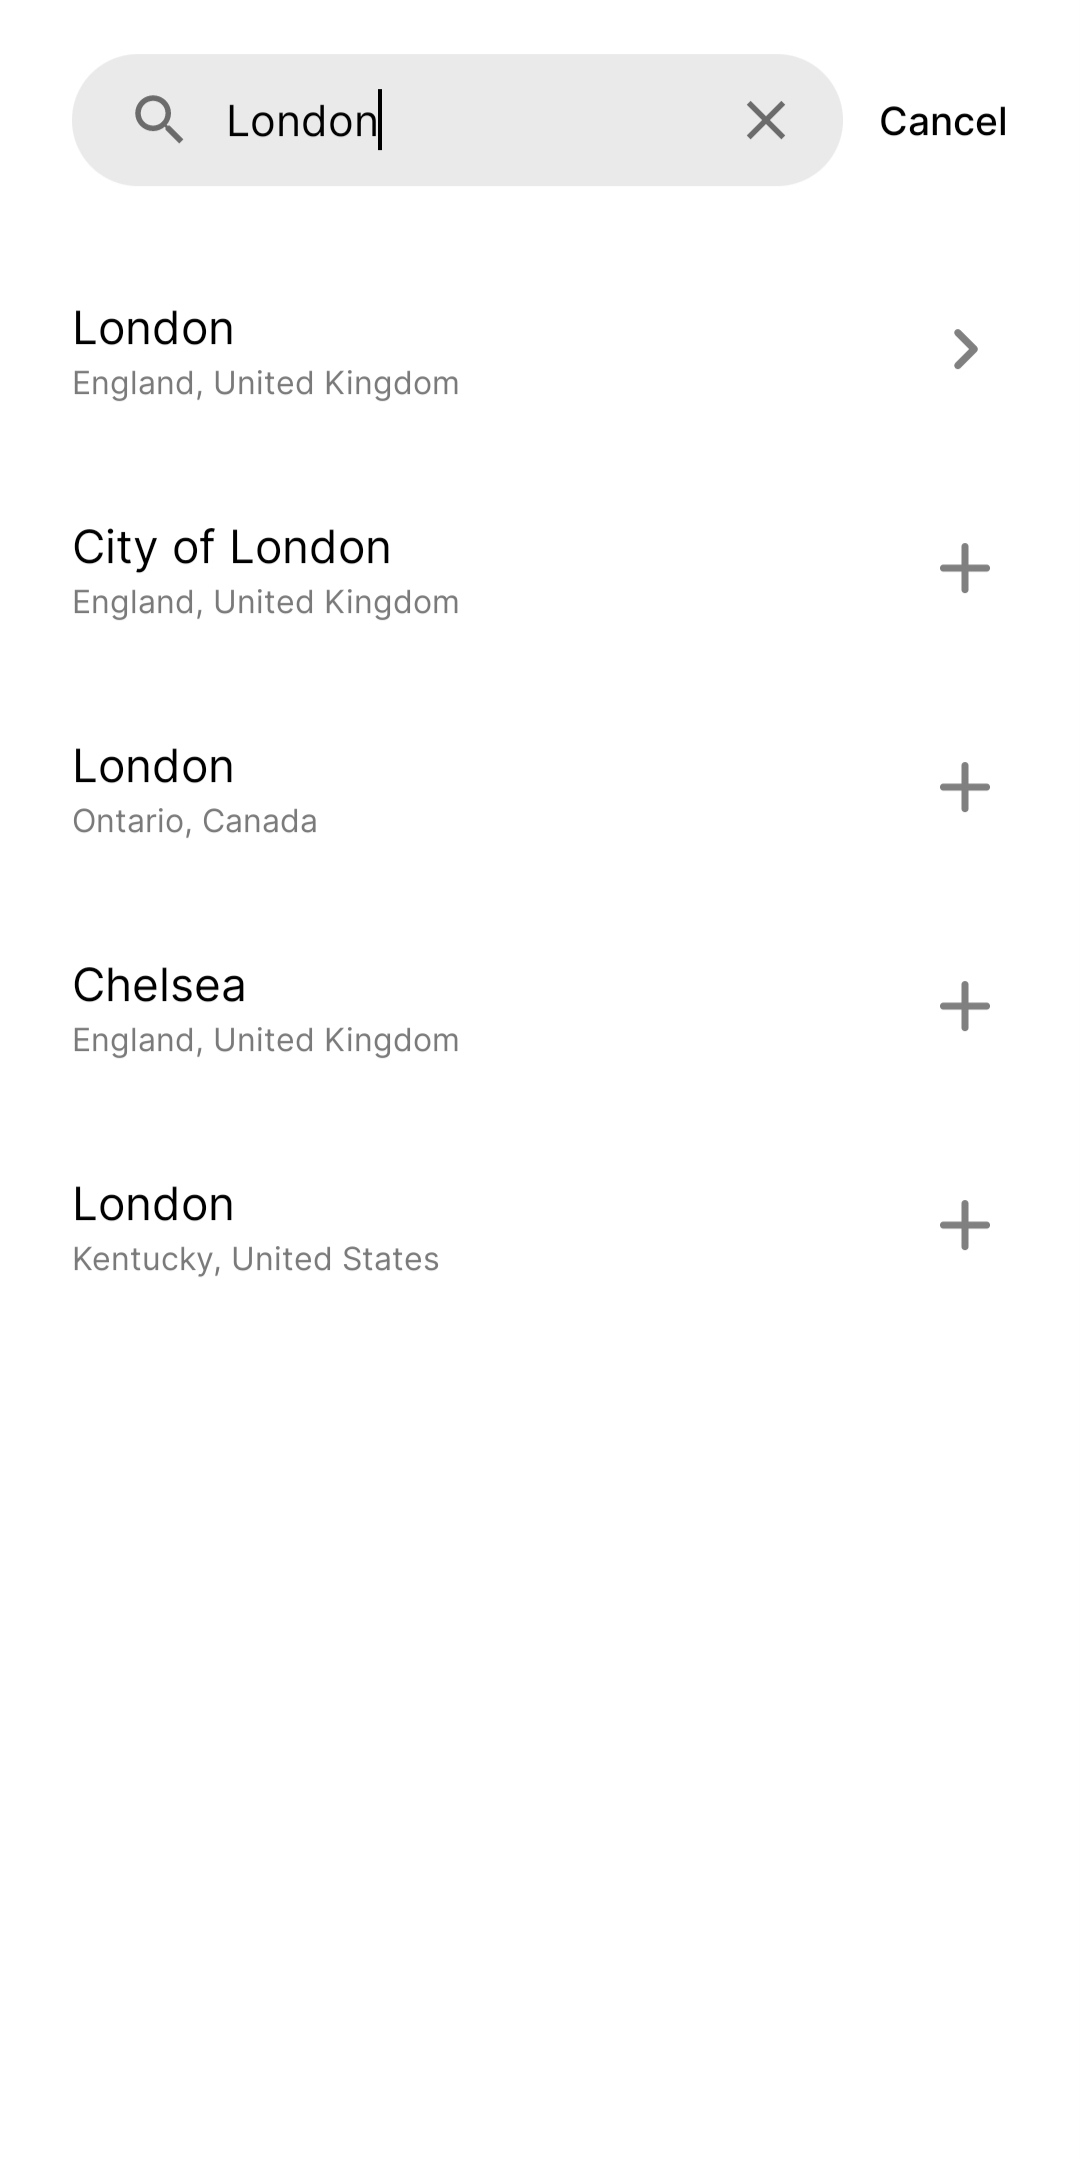 London
Cancel
London
England, United Kingdom
City of London
England, United Kingdom
London
Ontario, Canada
Chelsea
England, United Kingdom
London
Kentucky, United States